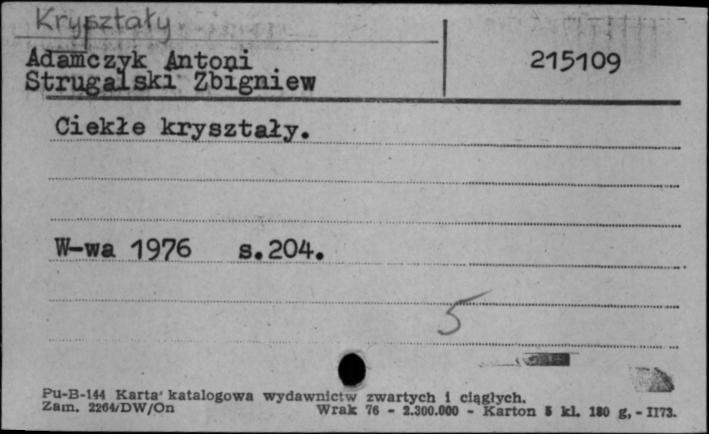 Kryształy
Adamczyk Antoni
Strugalski Zbigniew
215109
Ciekłe kryształy.
W-wa 1976 s.204.
5
Pu-B-144 Karta katalogowa wydawnictw zwartych i ciągłych.
Zam. 2264/DW/On Wrak 76 - 2.300.000 - Karton 5 kl. 180 g, - II73.